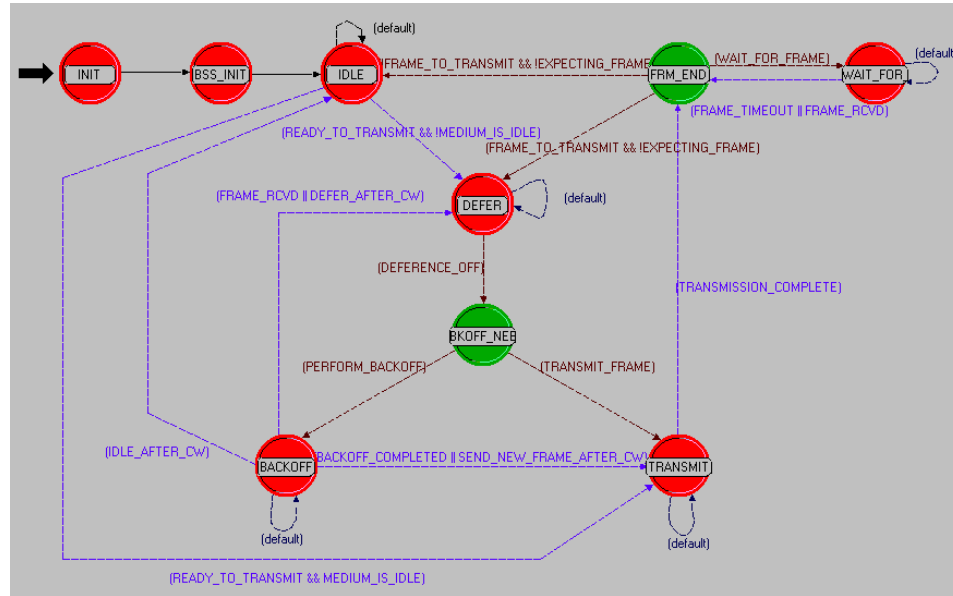 (default)
INIT
BSS_INIT
IDLE
!FRAME_TO_TRANSMIT && !EXPECTING_FRAME
FRM_END
(WAIT_FOR_FRAME)
WAIT_FOR
(default)
(FRAME_TIMEOUT || FRAME_RCVD)
(READY_TO_TRANSMIT && !MEDIUM_IS_IDLE)
(FRAME_TO_TRANSMIT && !EXPECTING_FRAME)
(FRAME_RCVD || DEFER_AFTER_CW)
DEFER
(default)
(DEFERENCE_OFF)
(TRANSMISSION_COMPLETE)
BKOFF_NEE
(PERFORM_BACKOFF)
(TRANSMIT_FRAME)
(IDLE_AFTER_CW)
BACKOFF
BACKOFF_COMPLETED || SEND_NEW_FRAME_AFTER_CW)
TRANSMIT
(default)
(default)
(READY_TO_TRANSMIT && MEDIUM_IS_IDLE)